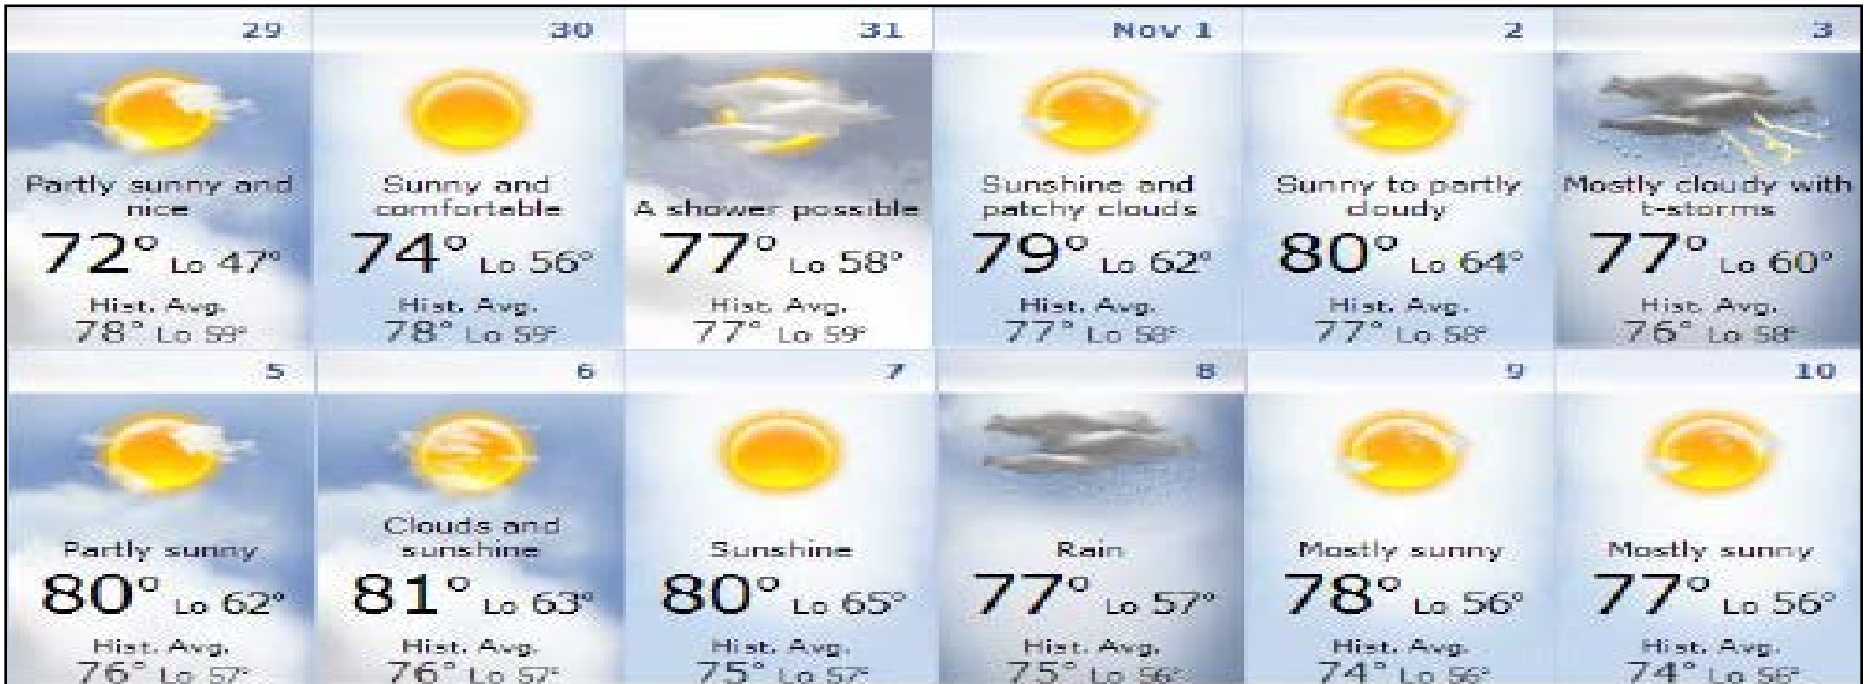 29
Partly sunny and
nice
72° Lo 47°
Hist. Avg.
78° Lo 59°
30
Sunny and
comfortable
74° Lo 56°
Hist. Avg.
78° Lo 59°
31
A shower possible
77° Lo 58°
Hist. Avg.
77° Lo 59°
Nov 1
Sunshine and
patchy clouds
79° Lo 62°
Hist. Avg.
77° Lo 58°
2
Sunny to partly
cloudy
80° Lo 64°
Hist. Avg.
77° Lo 58°
3
Mostly cloudy with
t-storms
77° Lo 60°
Hist. Avg.
76° Lo 58°
5
Partly sunny
80° Lo 62°
Hist. Avg.
76° Lo 57°
6
Clouds and
sunshine
81° Lo 63°
Hist. Avg.
76° Lo 57°
7
Sunshine
80° Lo 65°
Hist. Avg.
75° Lo 57°
8
Rain
77° Lo 57°
Hist. Avg.
75° Lo 56°
9
Mostly sunny
78° Lo 56°
Hist. Avg.
74° Lo 56°
10
Mostly sunny
77° Lo 56°
Hist. Avg.
74° Lo 56°